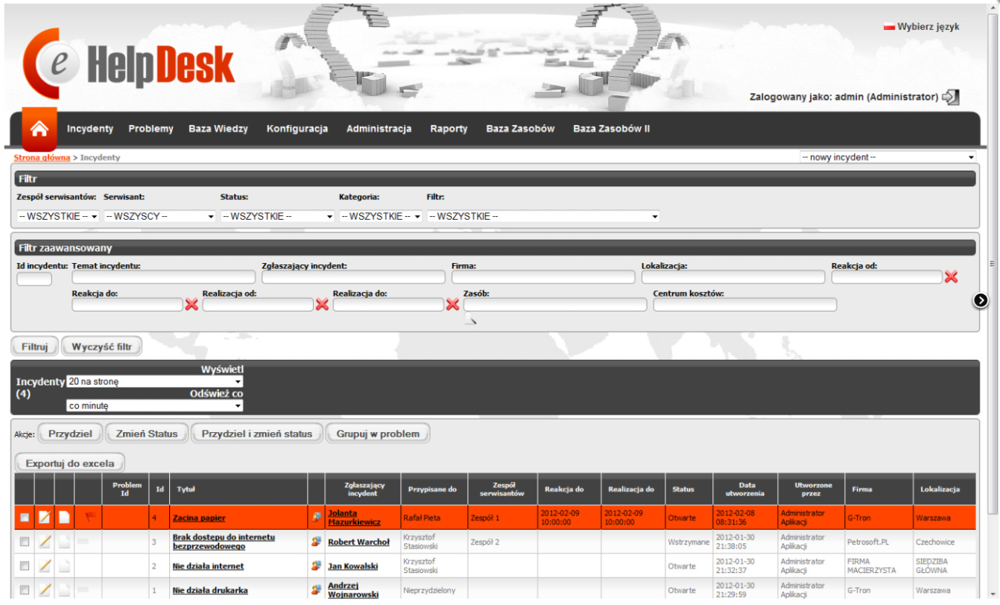 Wybierz język
e HelpDesk
Zalogowany jako: admin (Administrator)
Incydenty Problemy Baza Wiedzy Konfiguracja Administracja Raporty Baza Zasobów Baza Zasobów II
Strona główna > Incydenty
-- nowy incydent --
Filtr
Zespół serwisantów: Serwisant: Status: Kategoria: Filtr:
-- WSZYSTKIE -- -- WSZYSCY -- -- WSZYSTKIE -- -- WSZYSTKIE -- -- WSZYSTKIE --
Filtr zaawansowany
Id incydentu: Temat incydentu: Zgłaszający incydent: Firma: Lokalizacja: Reakcja od:
Reakcja do: Realizacja od: Realizacja do: Zasób: Centrum kosztów:
Filtruj Wyczyść filtr
Wyświetl
Incydenty 20 na stronę
(4) Odśwież co
co minutę
Akcje: Przydziel Zmień Status Przydziel i zmień status Grupuj w problem
Exportuj do excela
Problem Id Id Tytuł Zgłaszający incydent Przypisane do Zespół serwisantów Reakcja do Realizacja do Status Data utworzenia Utworzone przez Firma Lokalizacja
4 Zacina papier Jolanta Mazurkiewicz Rafał Pieta Zespół 1 2012-02-09 10:00:00 2012-02-09 10:00:00 Otwarte 2012-02-08 08:31:36 Administrator Aplikacji G-Tron Warszawa
3 Brak dostępu do internetu bezprzewodowego Robert Warchoł Krzysztof Stasiowski Zespół 2 Wstrzymane 2012-01-30 21:38:05 Administrator Aplikacji Petrosoft.PL Czechowice
2 Nie działa internet Jan Kowalski Krzysztof Stasiowski Otwarte 2012-01-30 21:32:37 Administrator Aplikacji FIRMA MACIERZYSTA SIEDZIBA GŁÓWNA
1 Nie działa drukarka Andrzej Wojnarowski Nieprzydzielony Otwarte 2012-01-30 21:29:59 Administrator Aplikacji G-Tron Warszawa